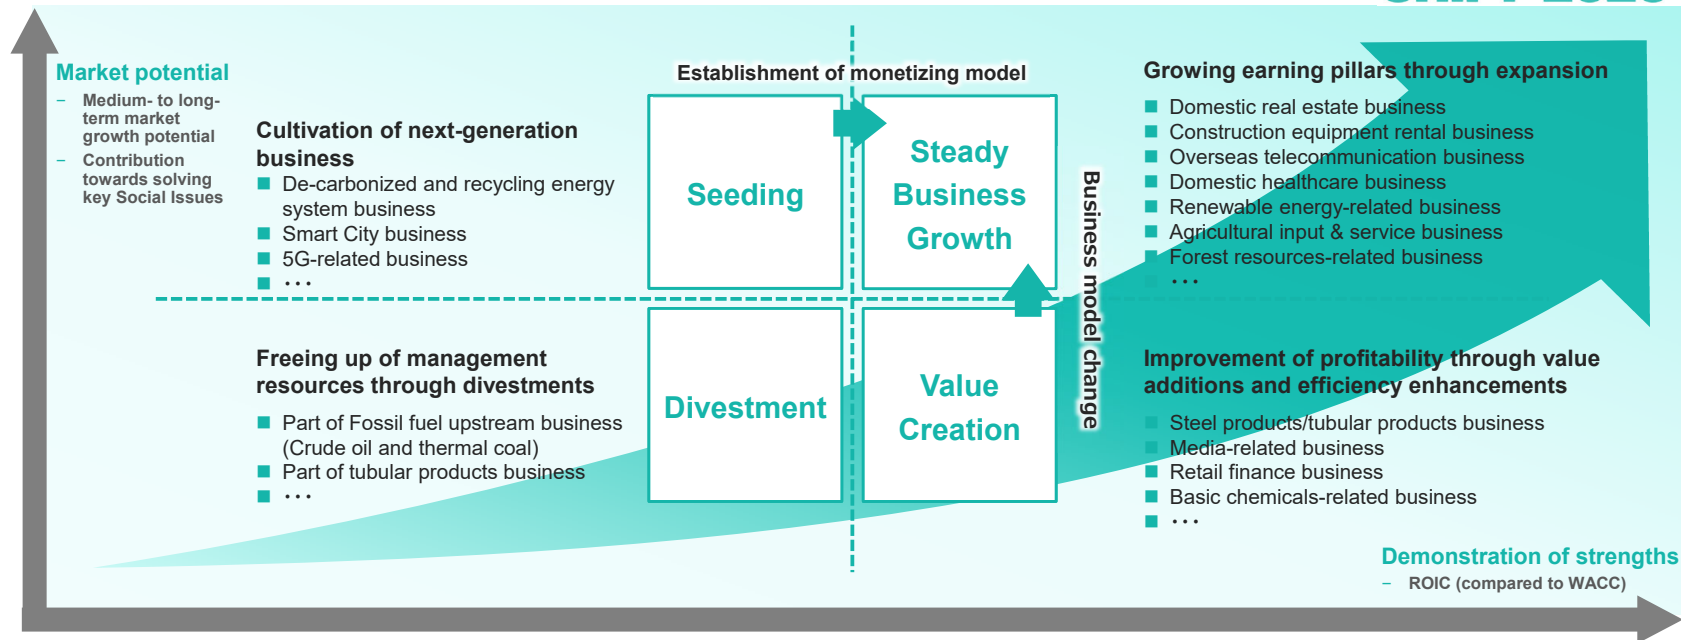 Market potential
– Medium- to long-
term market
growth potential
– Contribution
towards solving
key Social Issues
Cultivation of next-generation
business
■ De-carbonized and recycling energy
system business
■ Smart City business
■ 5G-related business
■ ･･･
Establishment of monetizing model
Seeding
Steady
Business
Growth
Business model change
Growing earning pillars through expansion
■ Domestic real estate business
■ Construction equipment rental business
■ Overseas telecommunication business
■ Domestic healthcare business
■ Renewable energy-related business
■ Agricultural input & service business
■ Forest resources-related business
■ ･･･
Freeing up of management
resources through divestments
■ Part of Fossil fuel upstream business
(Crude oil and thermal coal)
■ Part of tubular products business
■ ･･･
Divestment
Value
Creation
Improvement of profitability through value
additions and efficiency enhancements
■ Steel products/tubular products business
■ Media-related business
■ Retail finance business
■ Basic chemicals-related business
■ ･･･
Demonstration of strengths
– ROIC (compared to WACC)